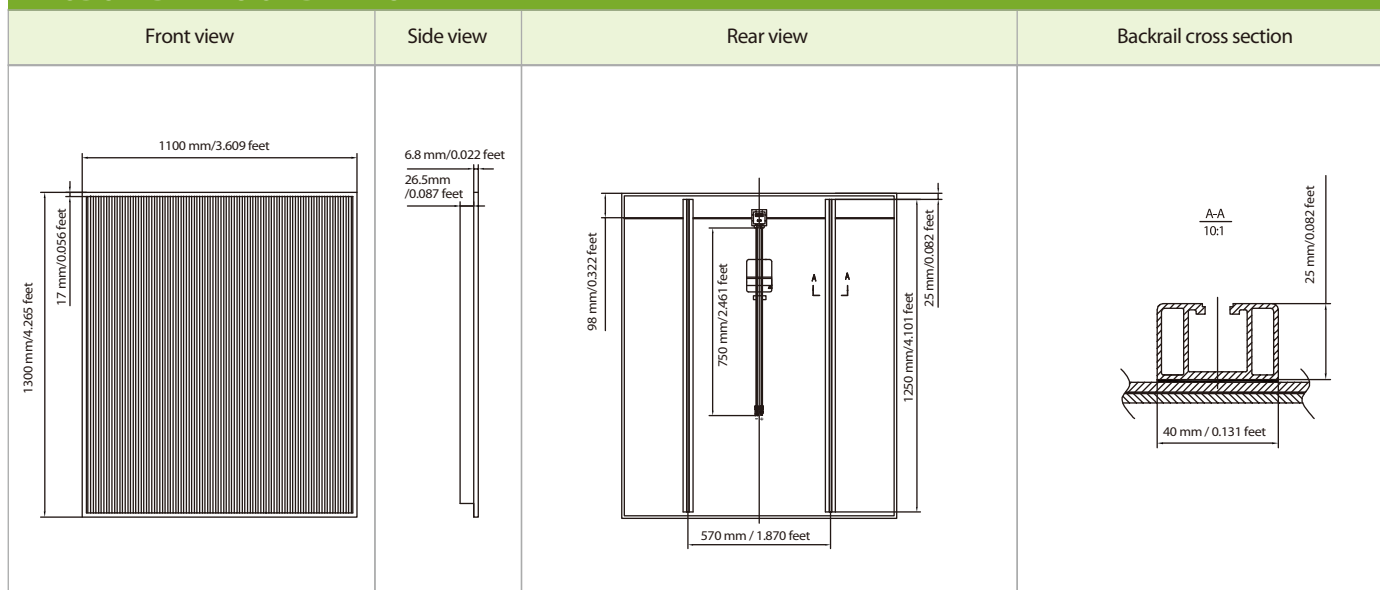 Front view
Side view
Rear view
Backrail cross section
1100 mm/3.609 feet
17 mm/0.056 feet
1300 mm/4.265 feet
6.8 mm/0.022 feet
26.5mm
/0.087 feet
98 mm/0.322 feet
750 mm/2.461 feet
A A
25 mm/0.082 feet
1250 mm/4.101 feet
570 mm / 1.870 feet
A-A
10:1
25 mm/0.082 feet
40 mm / 0.131 feet